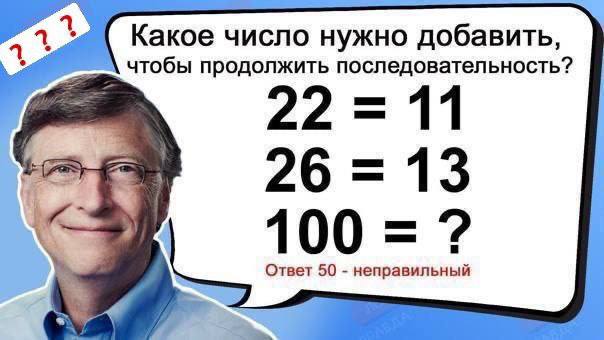 ? ? ?
Какое число нужно добавить,
чтобы продолжить последовательность?
22 = 11
26 = 13
100 = ?
Ответ 50 - неправильный